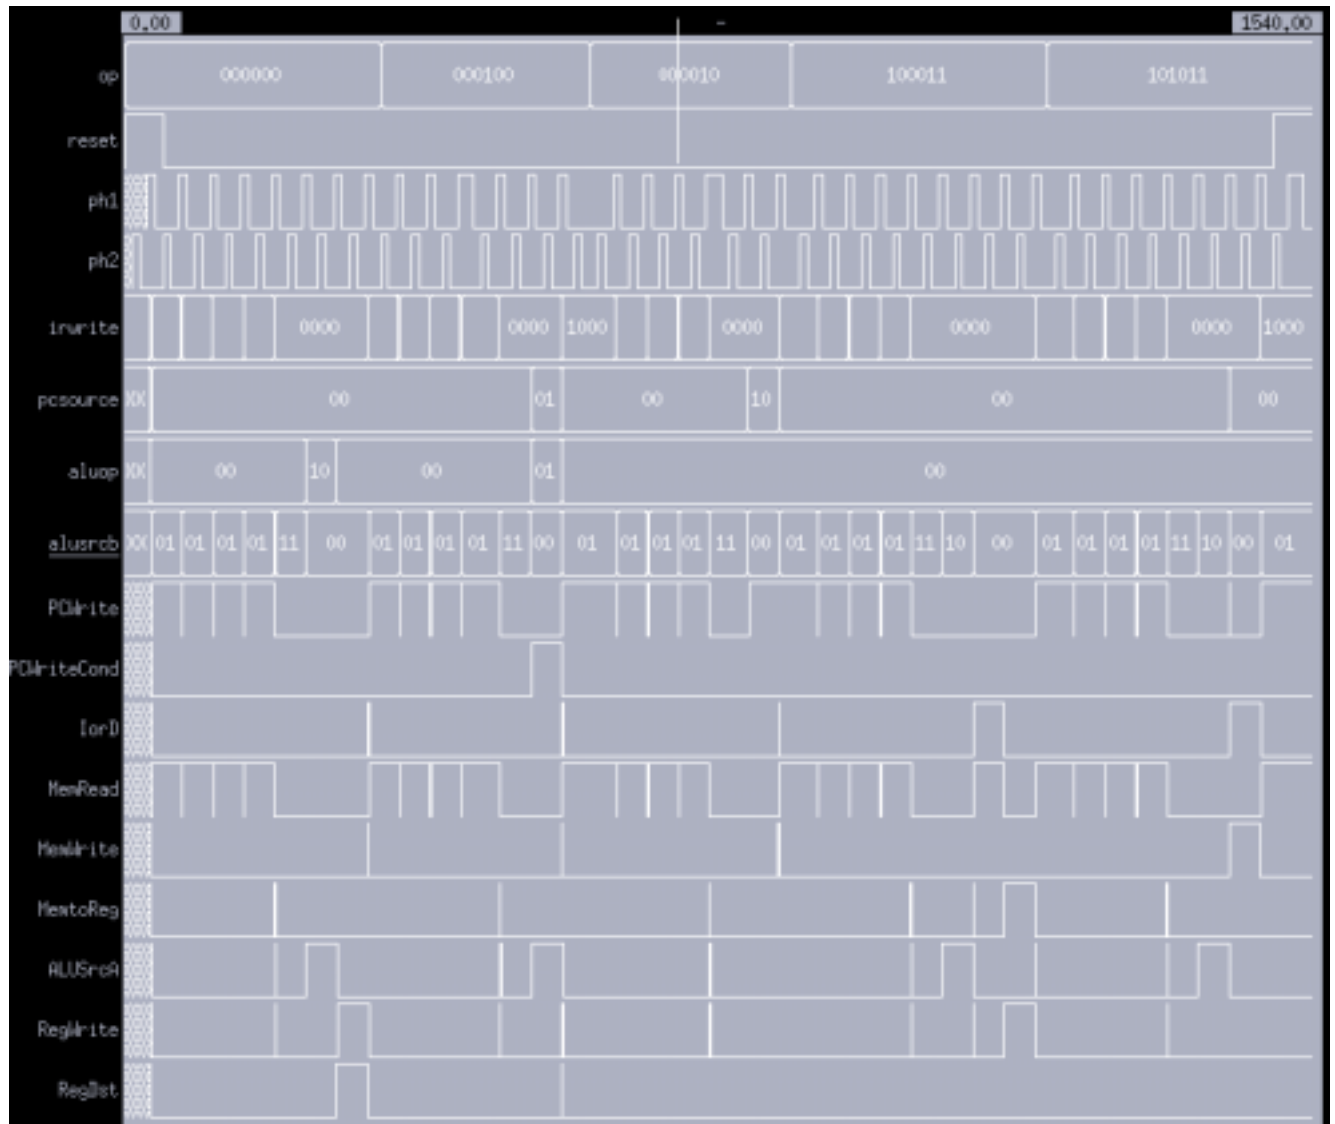 0.00 1540.00
op 000000 000100 000010 100011 101011
reset
ph1
ph2
irwrite 0000 0000 1000 0000 0000 0000 1000
pcsource XX 00 01 00 10 00 00
aluop XX 00 10 00 01 00
alusrcb XX 01 01 01 01 11 00 01 01 01 01 11 00 01 01 01 01 11 00 01 01 01 01 11 10 00 01 01 01 01 11 10 00 01
PCWrite
PCWriteCond
IorD
MemRead
MemWrite
MemtoReg
ALUSrcA
RegWrite
RegDst